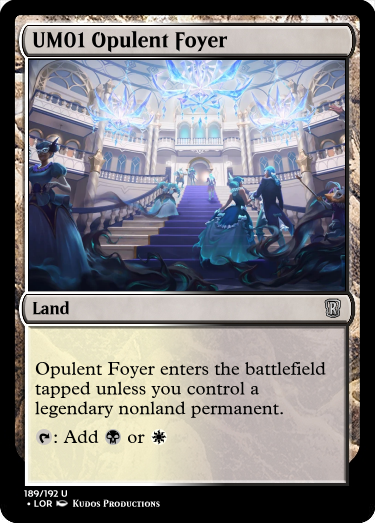 UM01 Opulent Foyer
Land
Opulent Foyer enters the battlefield
tapped unless you control a
legendary nonland permanent.
: Add or
189/192 U
• LOR Kudos Productions